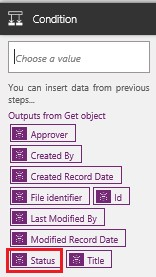 Condition
Choose a value
You can insert data from previous
steps...
Outputs from Get object
Approver
Created By
Created Record Date
File identifier Id
Last Modified By
Modified Record Date
Status Title